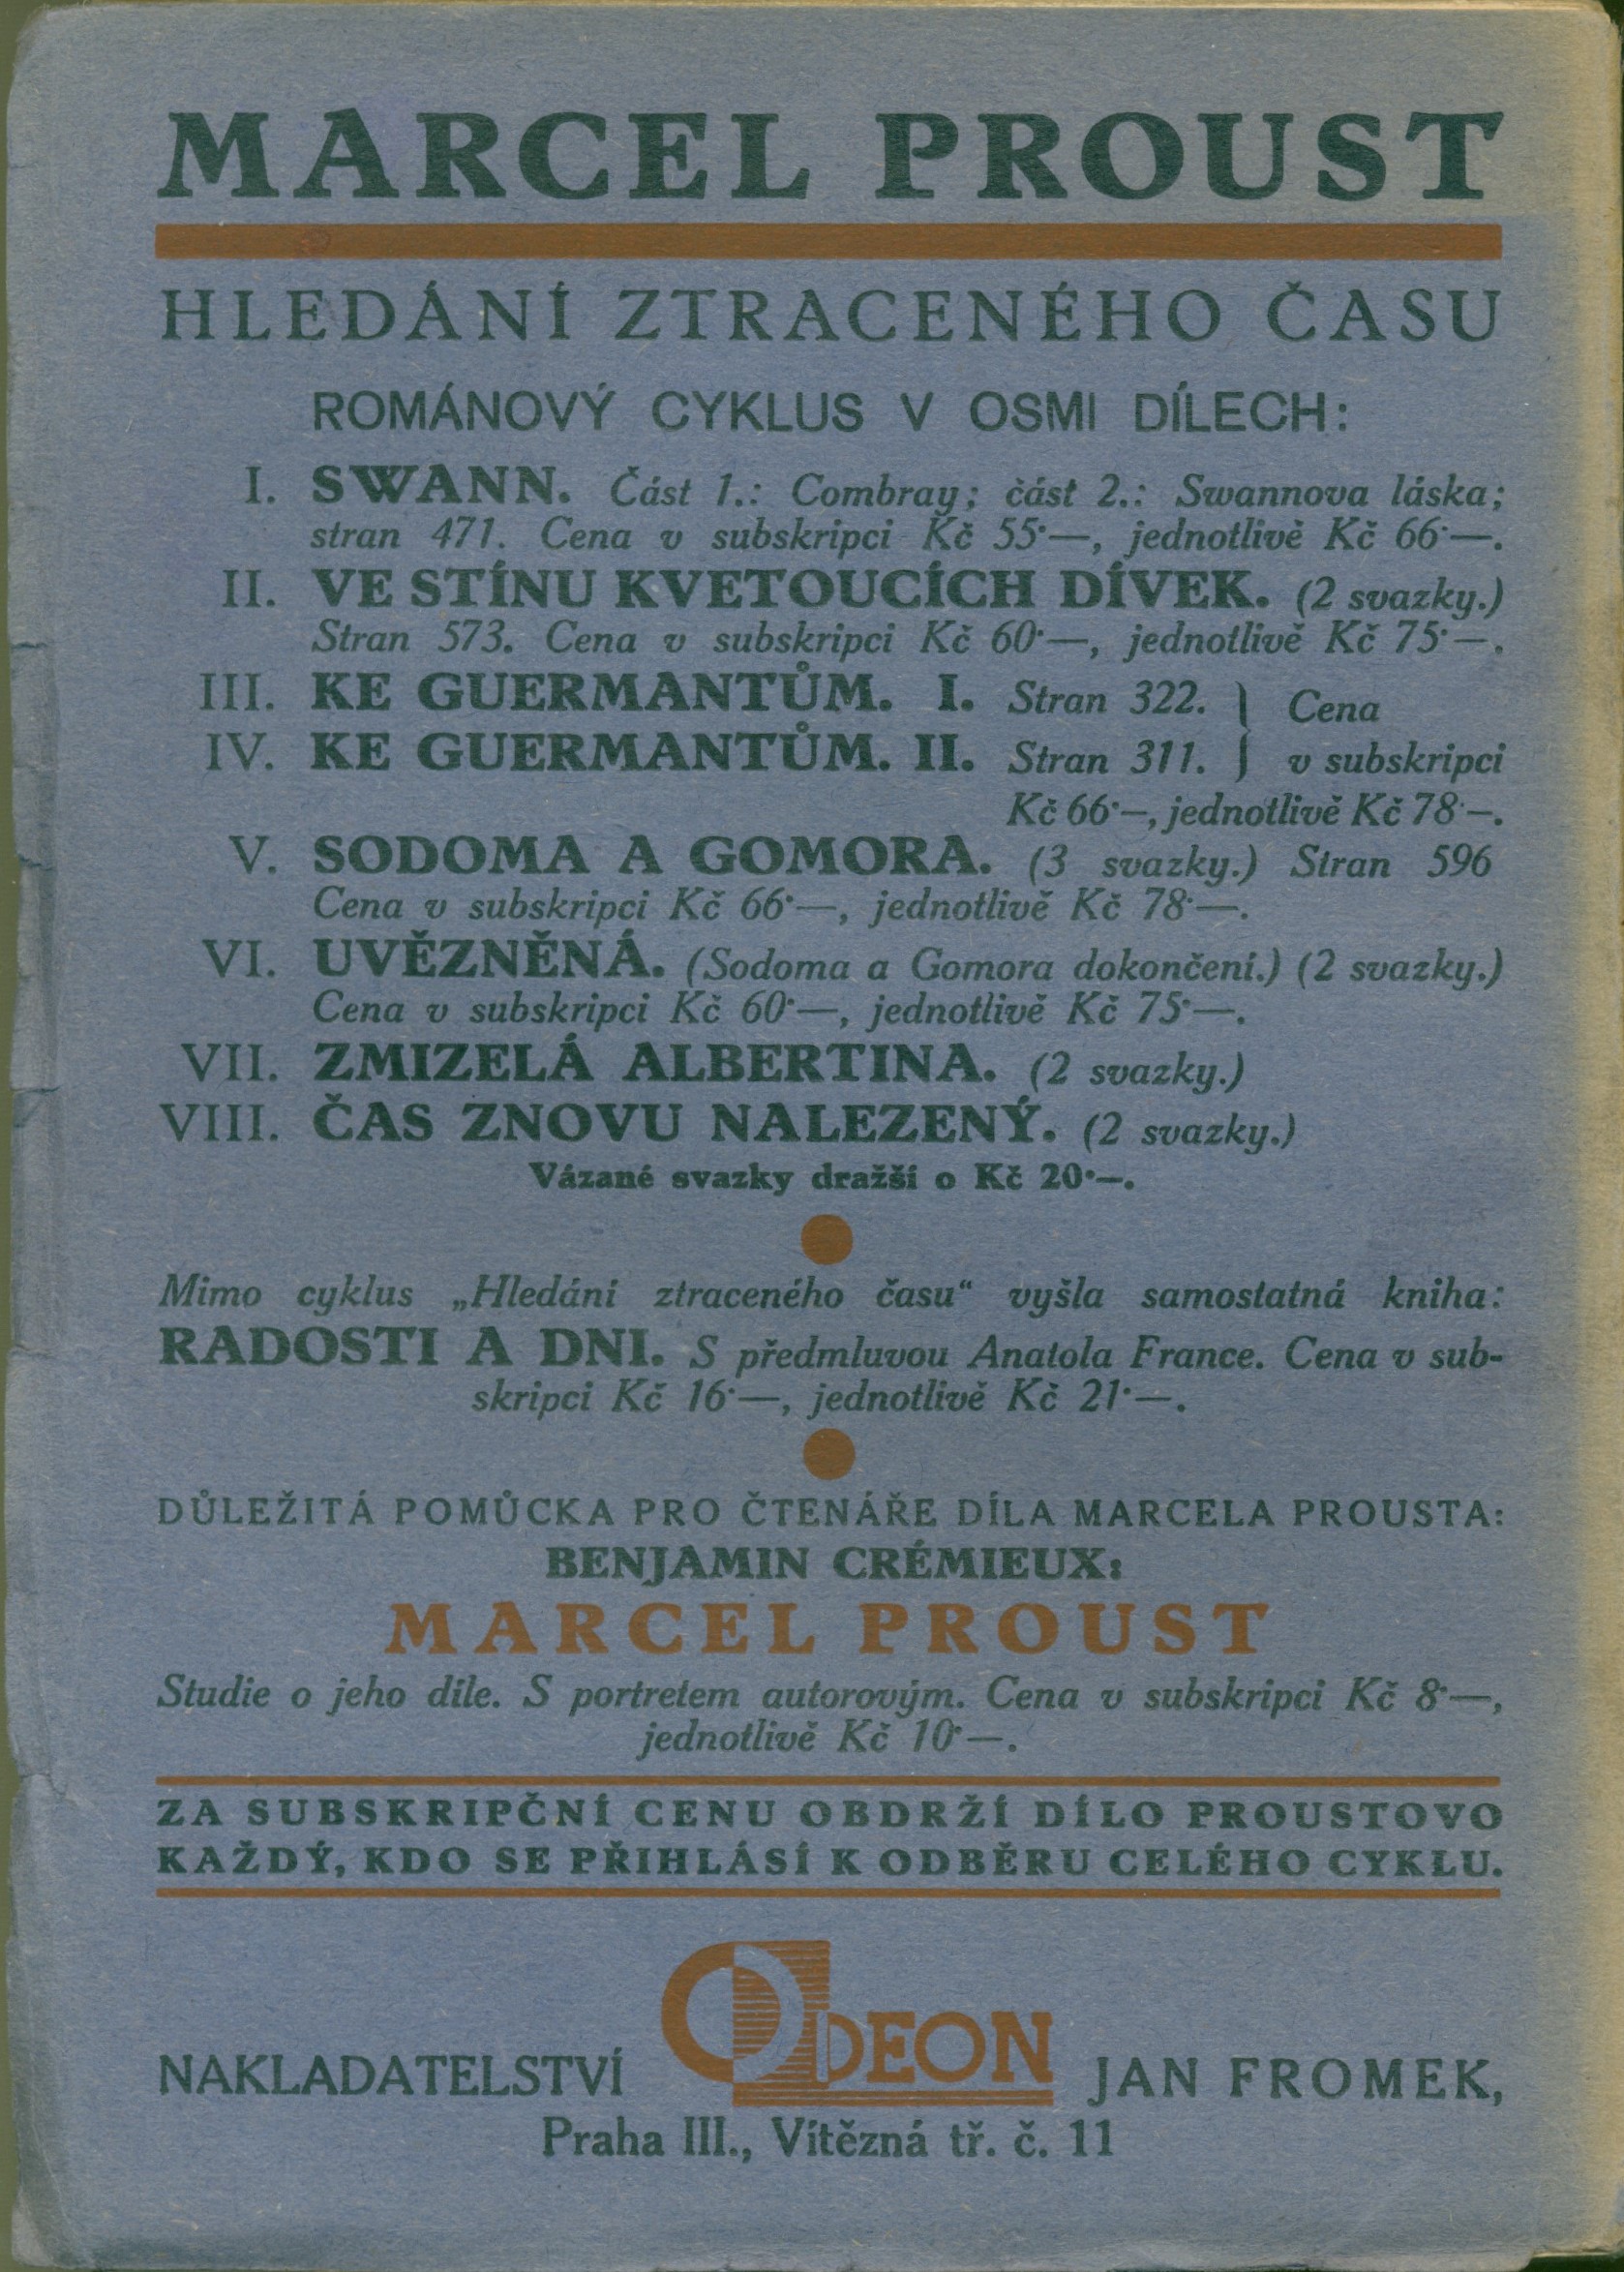 MARCEL PROUST
HLEDÁNÍ ZTRACENÉHO ČASU
ROMÁNOVÝ CYKLUS V OSMI DÍLECH:
I. SWANN. Část 1.: Combray; část 2.: Swannova láska;
stran 471. Cena v subskripci Kč 55·—, jednotlivě Kč 66·—.
II. VE STÍNU KVETOUCÍCH DÍVEK. (2 svazky.)
Stran 573. Cena v subskripci Kč 60·—, jednotlivě Kč 75·—.
III. KE GUERMANTŮM. I. Stran 322. } Cena
IV. KE GUERMANTŮM. II. Stran 311. } v subskripci
Kč 66·—, jednotlivě Kč 78·—.
V. SODOMA A GOMORA. (3 svazky.) Stran 596
Cena v subskripci Kč 66·—, jednotlivě Kč 78·—.
VI. UVĚZNĚNÁ. (Sodoma a Gomora dokončení.) (2 svazky.)
Cena v subskripci Kč 60·—, jednotlivě Kč 75·—.
VII. ZMIZELÁ ALBERTINA. (2 svazky.)
VIII. ČAS ZNOVU NALEZENÝ. (2 svazky.)
Vázané svazky dražší o Kč 20·—.
Mimo cyklus „Hledání ztraceného času“ vyšla samostatná kniha:
RADOSTI A DNI. S předmluvou Anatola France. Cena v sub-
skripci Kč 16·—, jednotlivě Kč 21·—.
DŮLEŽITÁ POMŮCKA PRO ČTENÁŘE DÍLA MARCELA PROUSTA:
BENJAMIN CRÉMIEUX:
MARCEL PROUST
Studie o jeho díle. S portretem autorovým. Cena v subskripci Kč 8·—,
jednotlivě Kč 10·—.
ZA SUBSKRIPČNÍ CENU OBDRŽÍ DÍLO PROUSTOVO
KAŽDÝ, KDO SE PŘIHLÁSÍ K ODBĚRU CELÉHO CYKLU.
NAKLADATELSTVÍ ODEON JAN FROMEK,
Praha III., Vítězná tř. č. 11